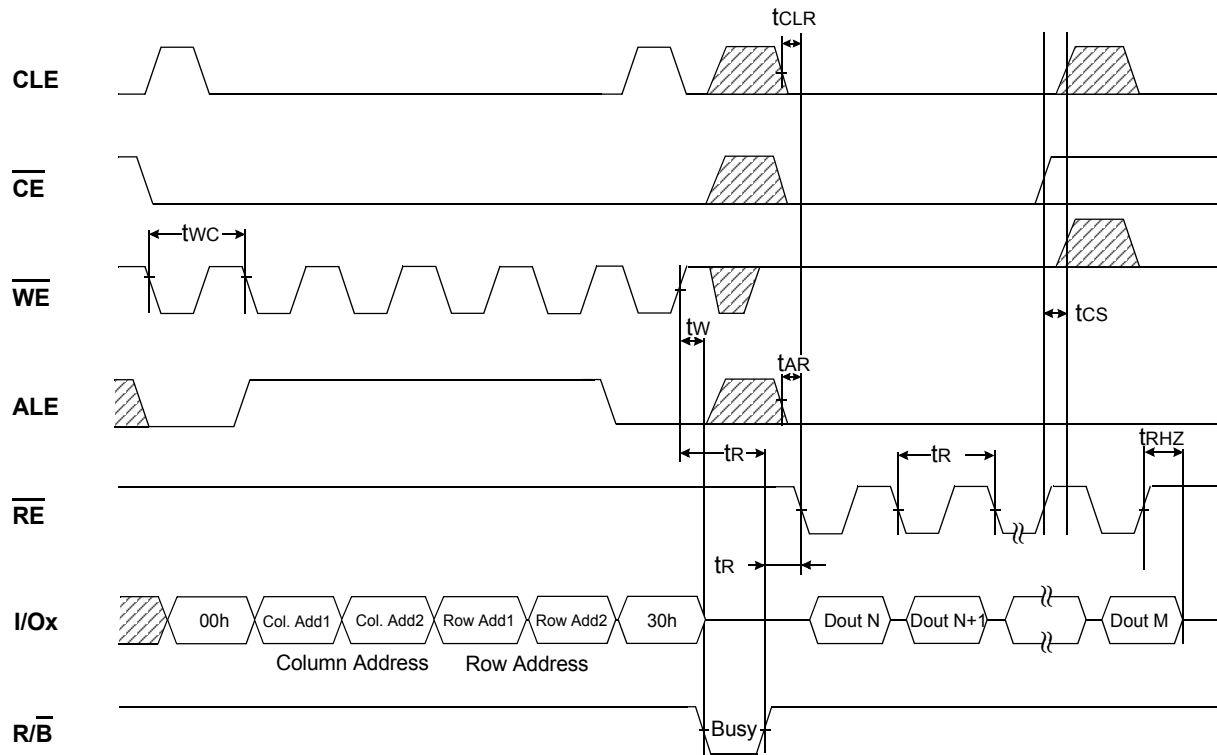 tCLR
CLE
CE
tWC
WE
tW
tCS
tAR
ALE
tR
tR
tRHZ
RE
tR
I/Ox
00h
Col. Add1
Col. Add2
Row Add1
Row Add2
30h
Dout N
Dout N+1
Dout M
Column Address
Row Address
R/B
Busy